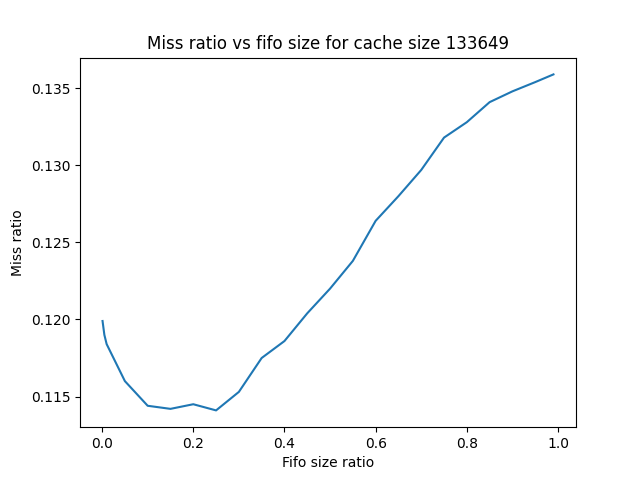 Miss ratio vs fifo size for cache size 133649
0.135
0.130
0.125
0.120
0.115
Miss ratio
0.0 0.2 0.4 0.6 0.8 1.0
Fifo size ratio